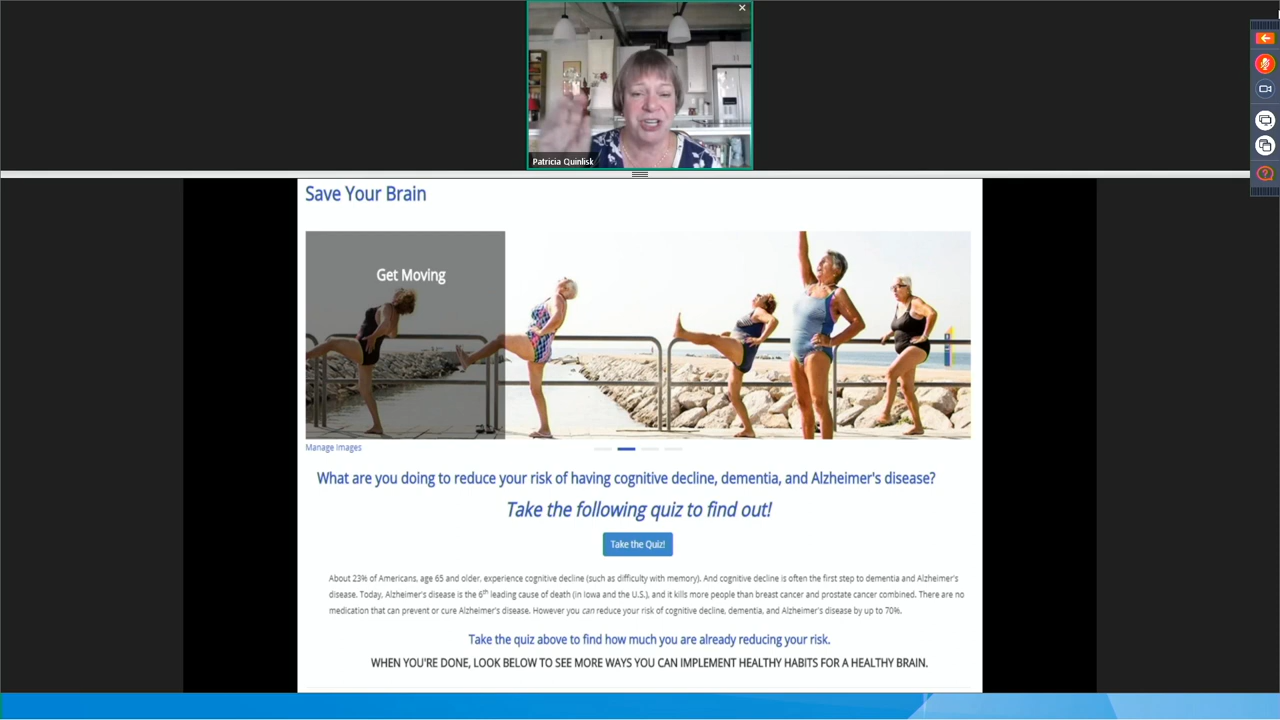 Patricia Quinlisk
Save Your Brain
Get Moving
Manage Images
What are you doing to reduce your risk of having cognitive decline, dementia, and Alzheimer's disease?
Take the following quiz to find out!
Take the Quiz!
About 23% of Americans, age 65 and older, experience cognitive decline (such as difficulty with memory). And cognitive decline is often the first step to dementia and Alzheimer's
disease. Today, Alzheimer's disease is the 6th leading cause of death (in Iowa and the U.S.), and it kills more people than breast cancer and prostate cancer combined. There are no
medication that can prevent or cure Alzheimer's disease. However you can reduce your risk of cognitive decline, dementia, and Alzheimer's disease by up to 70%.
Take the quiz above to find how much you are already reducing your risk.
WHEN YOU'RE DONE, LOOK BELOW TO SEE MORE WAYS YOU CAN IMPLEMENT HEALTHY HABITS FOR A HEALTHY BRAIN.